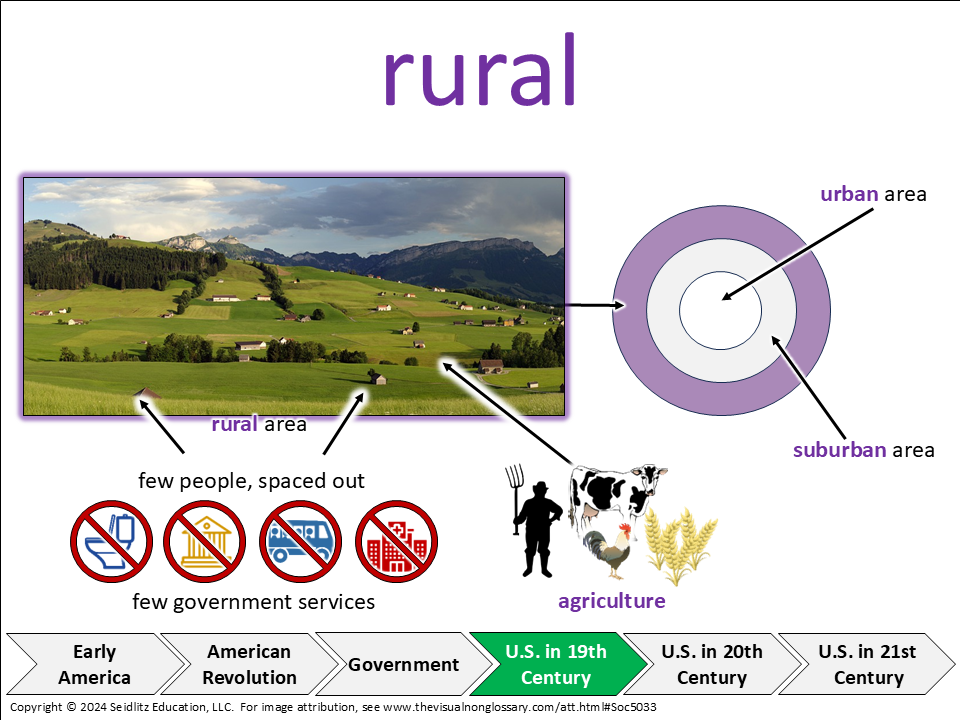 rural
urban area
rural area
suburban area
few people, spaced out
few government services
agriculture
Early
America
American
Revolution
Government
U.S. in 19th
Century
U.S. in 20th
Century
U.S. in 21st
Century
Copyright © 2024 Seidlitz Education, LLC.  For image attribution, see www.thevisualnonglossary.com/att.html#Soc5033